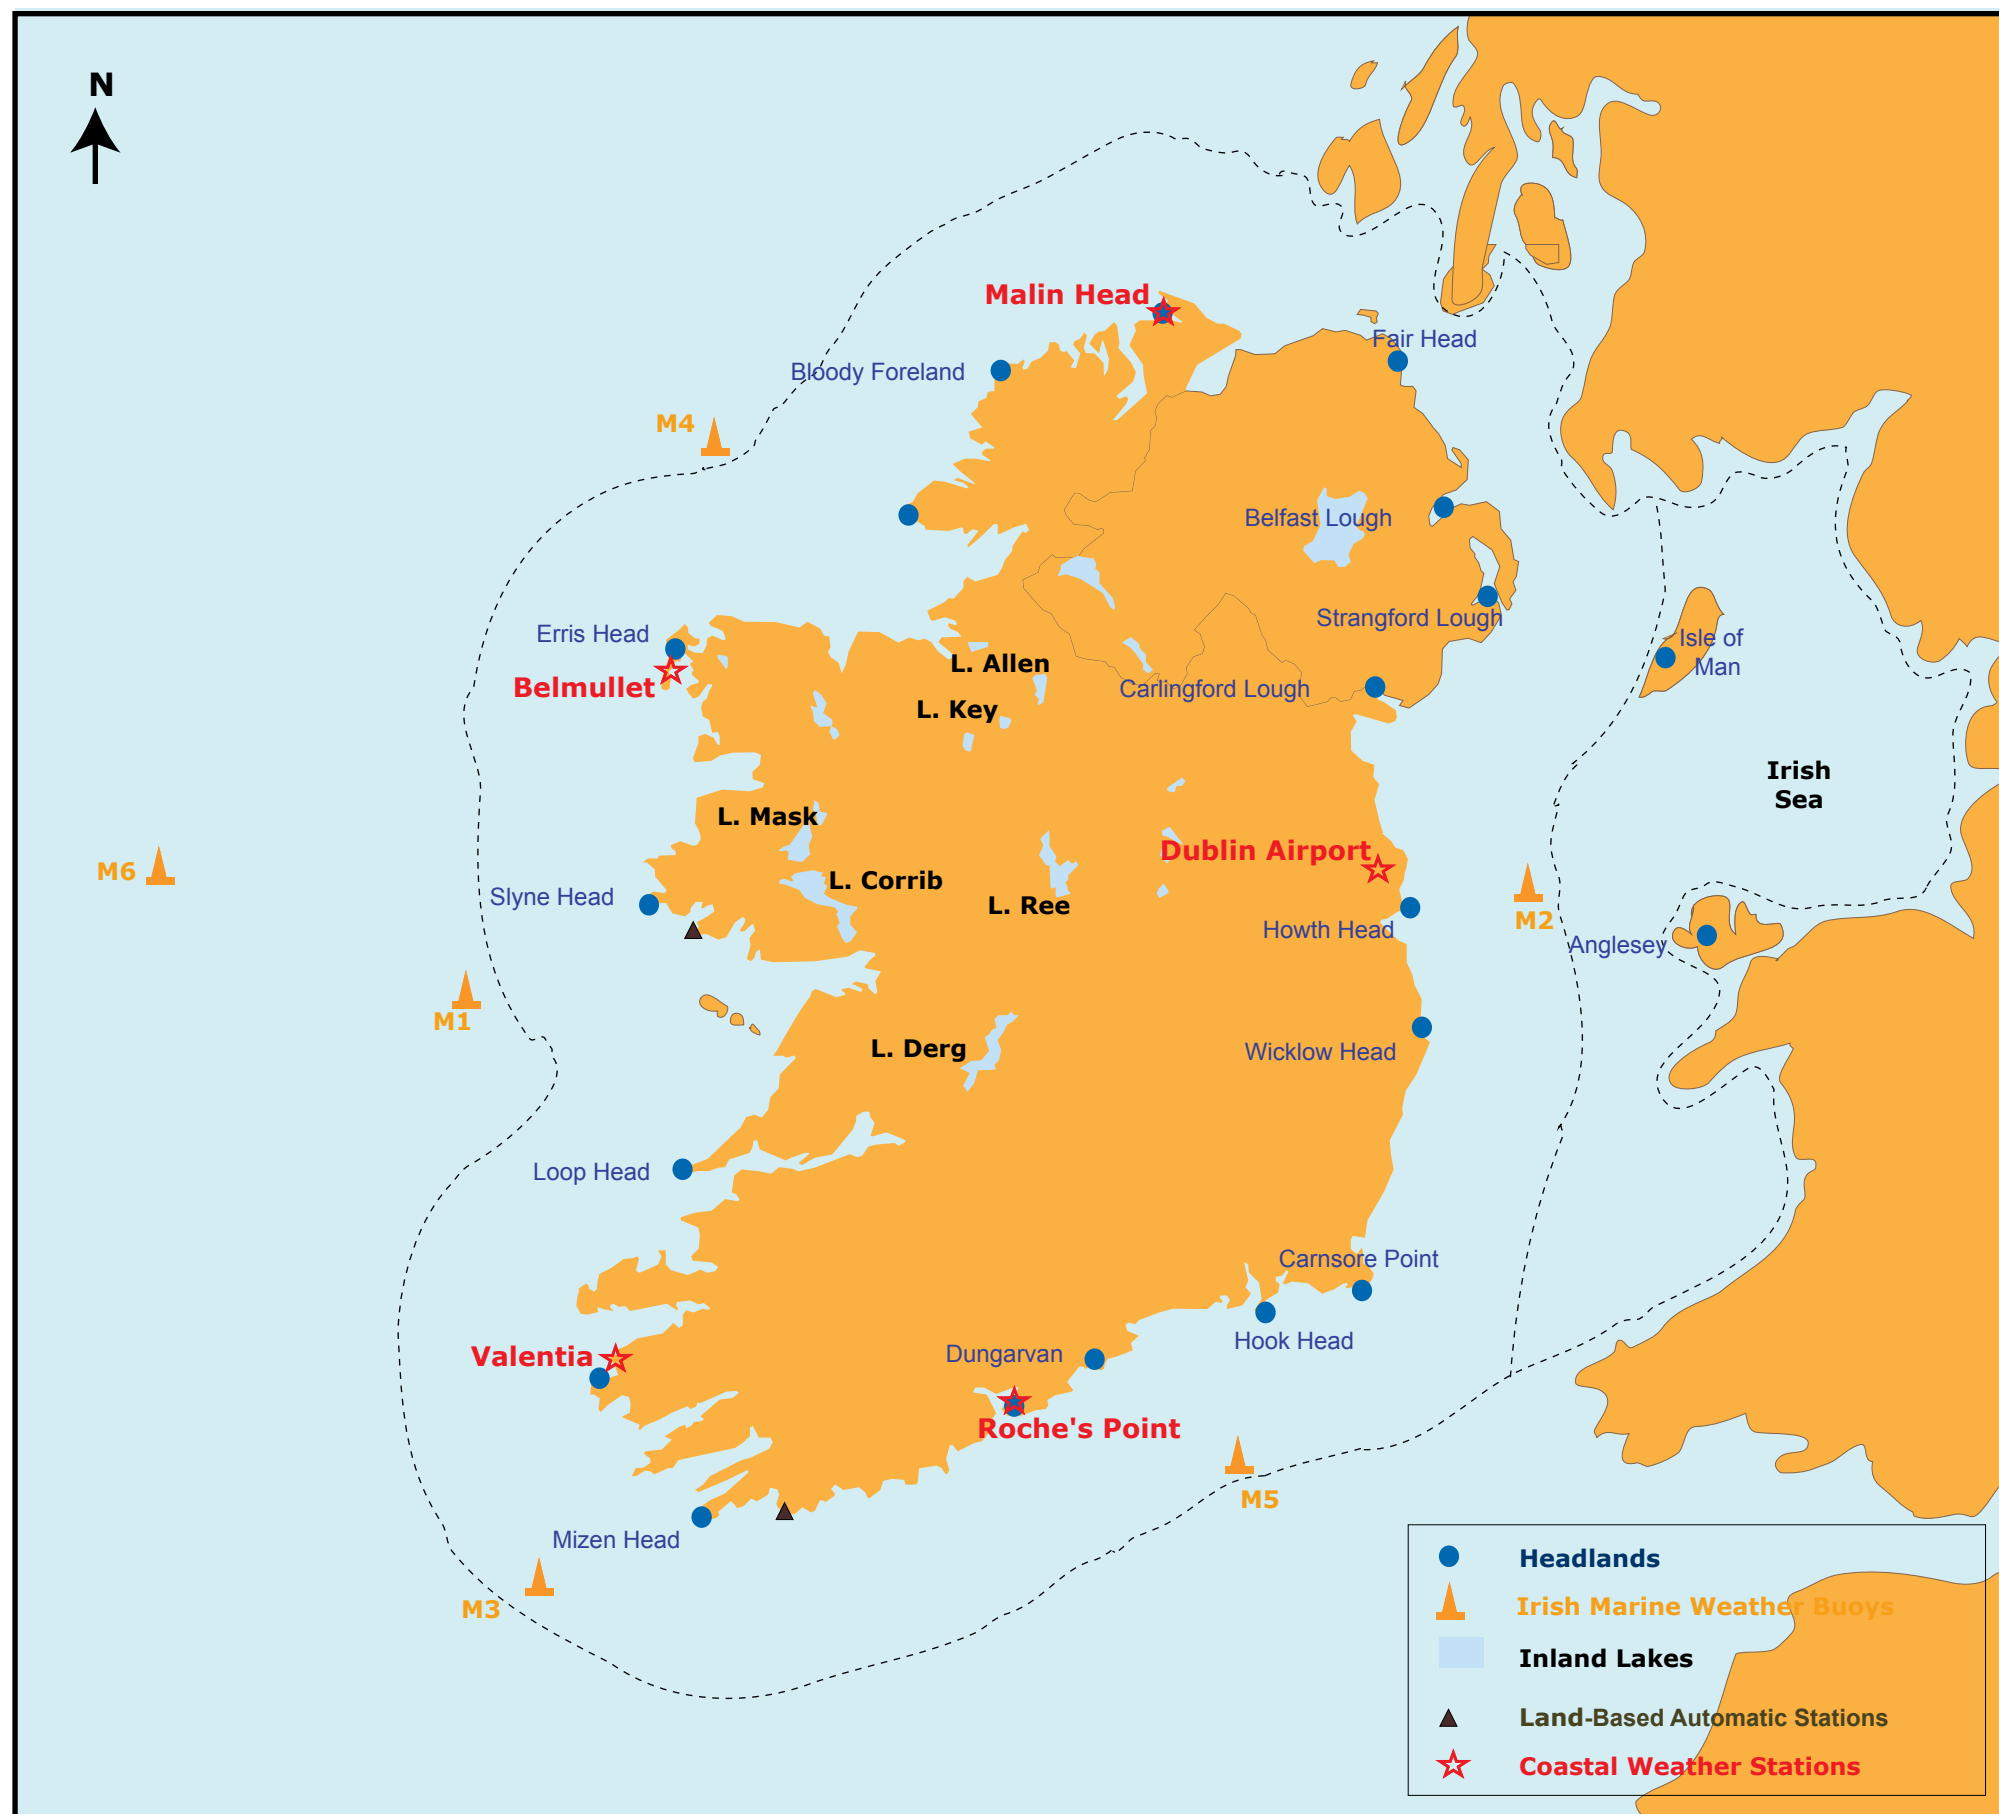 N
Malin Head
Fair Head
Bloody Foreland
M4
Belfast Lough
Strangford Lough
Erris Head
Isle of
Man
L. Allen
Belmullet
Carlingford Lough
L. Key
Irish
Sea
L. Mask
Dublin Airport
M6
L. Corrib
Slyne Head
L. Ree
M2
Howth Head
Anglesey
M1
L. Derg
Wicklow Head
Loop Head
Carnsore Point
Hook Head
Valentia
Dungarvan
Roche's Point
M5
Mizen Head
M3
Headlands
Irish Marine Weather Buoys
Inland Lakes
Land-Based Automatic Stations
Coastal Weather Stations